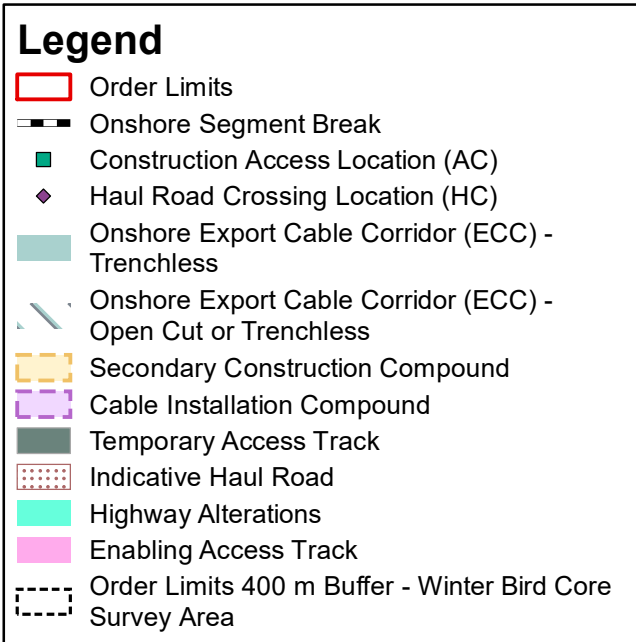 Legend
Order Limits
Onshore Segment Break
Construction Access Location (AC)
Haul Road Crossing Location (HC)
Onshore Export Cable Corridor (ECC) -
Trenchless
Onshore Export Cable Corridor (ECC) -
Open Cut or Trenchless
Secondary Construction Compound
Cable Installation Compound
Temporary Access Track
Indicative Haul Road
Highway Alterations
Enabling Access Track
Order Limits 400 m Buffer - Winter Bird Core
Survey Area